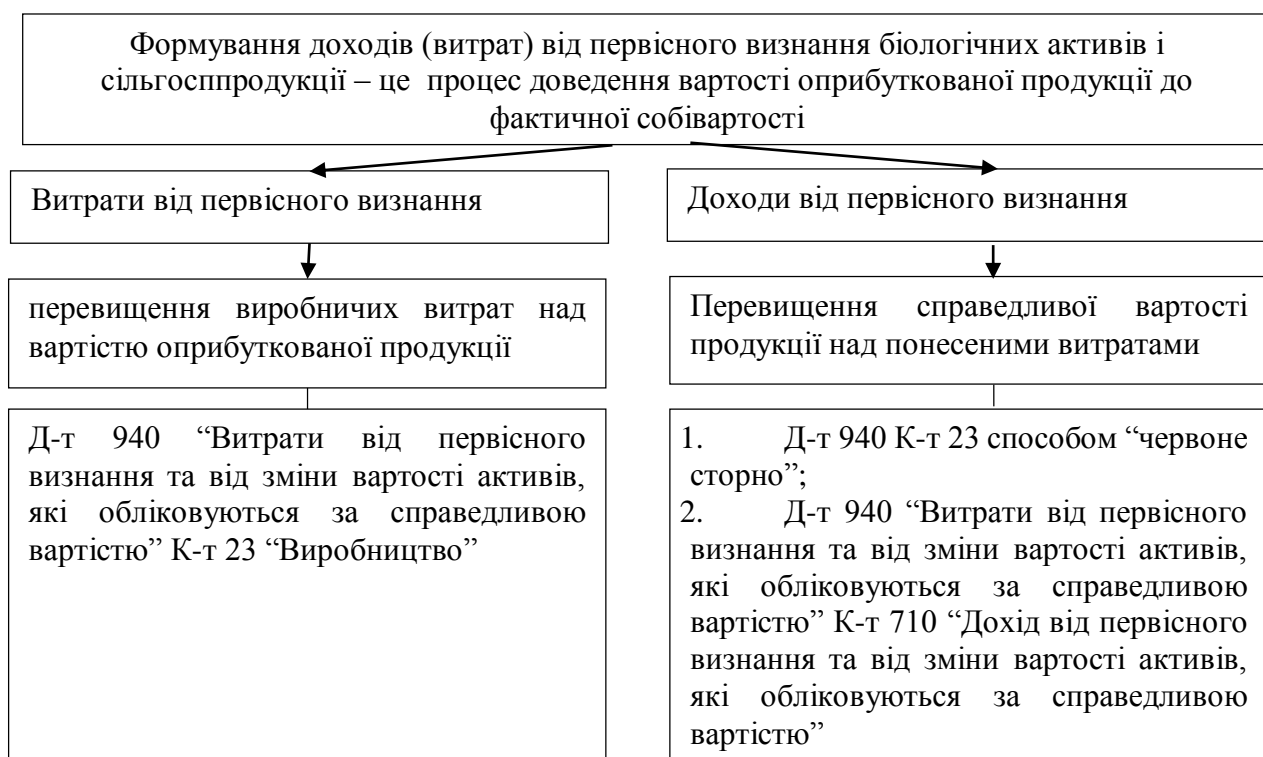 Формування доходів (витрат) від первісного визнання біологічних активів і
сільгосппродукції – це процес доведення вартості оприбуткованої продукції до
фактичної собівартості
Витрати від первісного визнання
Доходи від первісного визнання
перевищення виробничих витрат над
вартістю оприбуткованої продукції
Перевищення справедливої вартості
продукції над понесеними витратами
Д-т 940 “Витрати від первісного
визнання та від зміни вартості активів,
які обліковуються за справедливою
вартістю” К-т 23 “Виробництво”
1. Д-т 940 К-т 23 способом “червоне
сторно”;
2. Д-т 940 “Витрати від первісного
визнання та від зміни вартості активів,
які обліковуються за справедливою
вартістю” К-т 710 “Дохід від первісного
визнання та від зміни вартості активів,
які обліковуються за справедливою
вартістю”